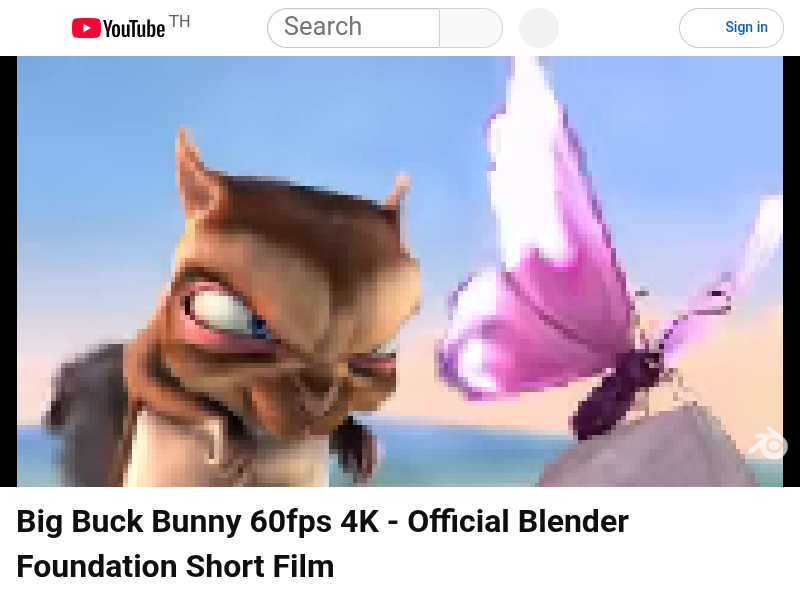 YouTube TH
Search
Sign in
Big Buck Bunny 60fps 4K - Official Blender
Foundation Short Film